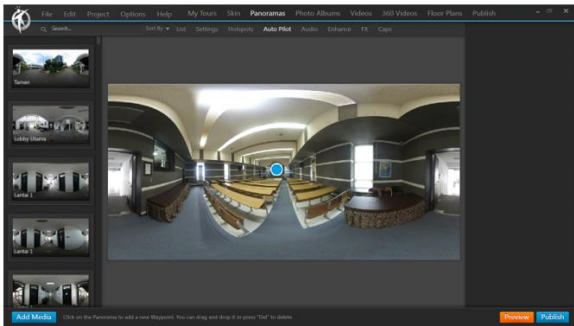 File Edit Project Options Help My Tours Skin Panoramas Photo Albums Videos 360 Videos Floor Plans Publish
Search... Sort By List Settings Hotspots Auto Pilot Audio Enhance FX Caps
Taman
Lobby Utama
Lantai 1
Lantai 1
Add Media Click on the Panorama to add a new Waypoint. You can drag and drop it or press "Del" to delete. Preview Publish